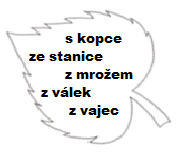 s kopce
ze stanice
z mrožem
z válek
z vajec